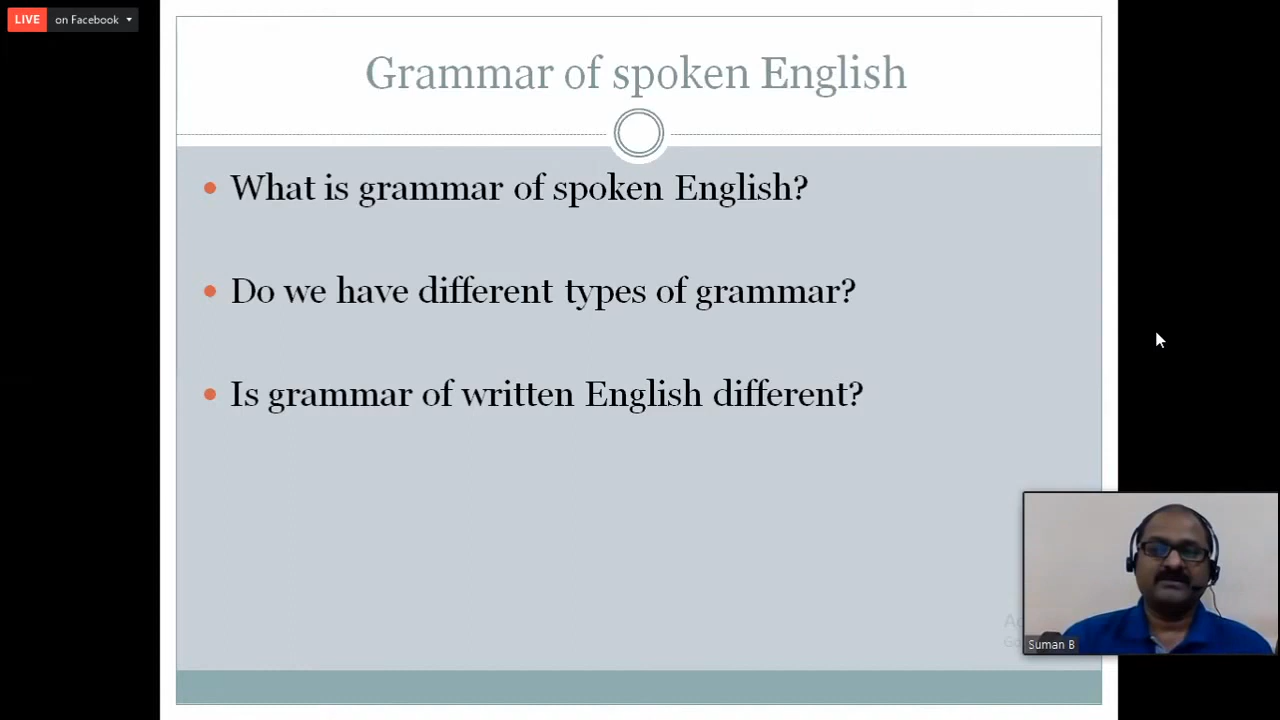 LIVE on Facebook
Grammar of spoken English
What is grammar of spoken English?
Do we have different types of grammar?
Is grammar of written English different?
Suman B